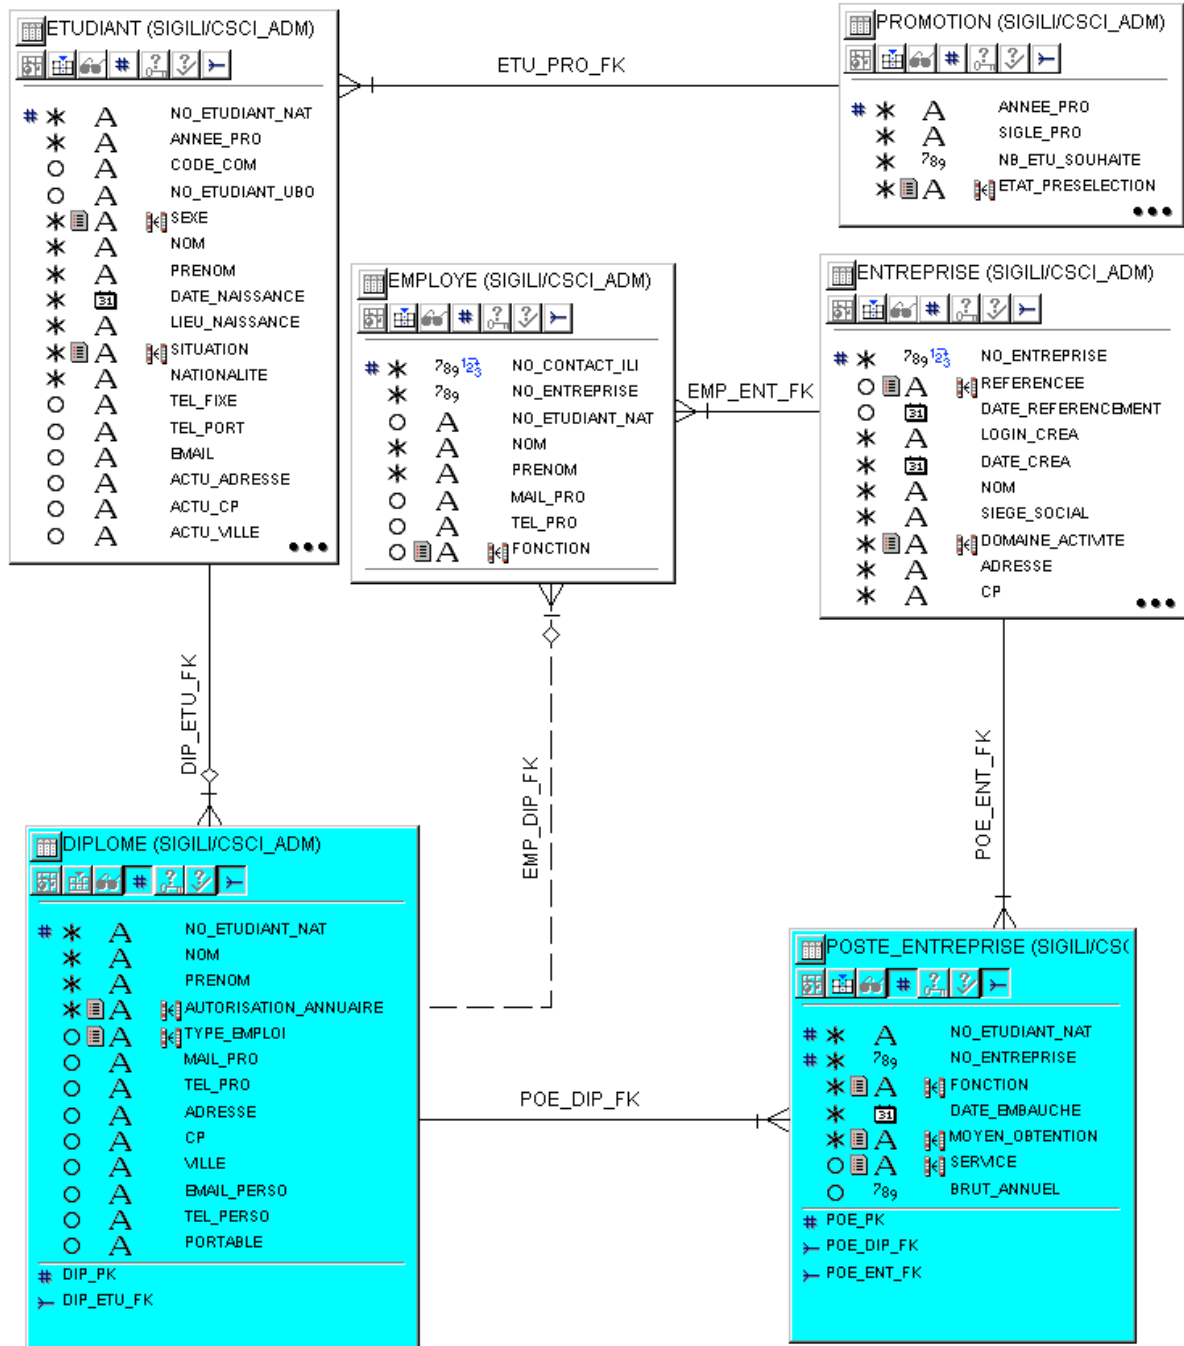 ETUDIANT (SIGILI/CSCI_ADM)
NO_ETUDIANT_NAT
ANNEE_PRO
CODE_COM
NO_ETUDIANT_UBO
SEXE
NOM
PRENOM
DATE_NAISSANCE
LIEU_NAISSANCE
SITUATION
NATIONALITE
TEL_FIXE
TEL_PORT
EMAIL
ACTU_ADRESSE
ACTU_CP
ACTU_VILLE
ETU_PRO_FK
PROMOTION (SIGILI/CSCI_ADM)
ANNEE_PRO
SIGLE_PRO
NB_ETU_SOUHAITE
ETAT_PRESELECTION
EMPLOYE (SIGILI/CSCI_ADM)
NO_CONTACT_ILI
NO_ENTREPRISE
NO_ETUDIANT_NAT
NOM
PRENOM
MAIL_PRO
TEL_PRO
FONCTION
EMP_ENT_FK
ENTREPRISE (SIGILI/CSCI_ADM)
NO_ENTREPRISE
REFERENCEE
DATE_REFERENCEMENT
LOGIN_CREA
DATE_CREA
NOM
SIEGE_SOCIAL
DOMAINE_ACTIVITE
ADRESSE
CP
DIP_ETU_FK
EMP_DIP_FK
POE_ENT_FK
DIPLOME (SIGILI/CSCI_ADM)
NO_ETUDIANT_NAT
NOM
PRENOM
AUTORISATION_ANNUAIRE
TYPE_EMPLOI
MAIL_PRO
TEL_PRO
ADRESSE
CP
VILLE
EMAIL_PERSO
TEL_PERSO
PORTABLE
DIP_PK
DIP_ETU_FK
POE_DIP_FK
POSTE_ENTREPRISE (SIGILI/CSC
NO_ETUDIANT_NAT
NO_ENTREPRISE
FONCTION
DATE_EMBAUCHE
MOYEN_OBTENTION
SERVICE
BRUT_ANNUEL
POE_PK
POE_DIP_FK
POE_ENT_FK